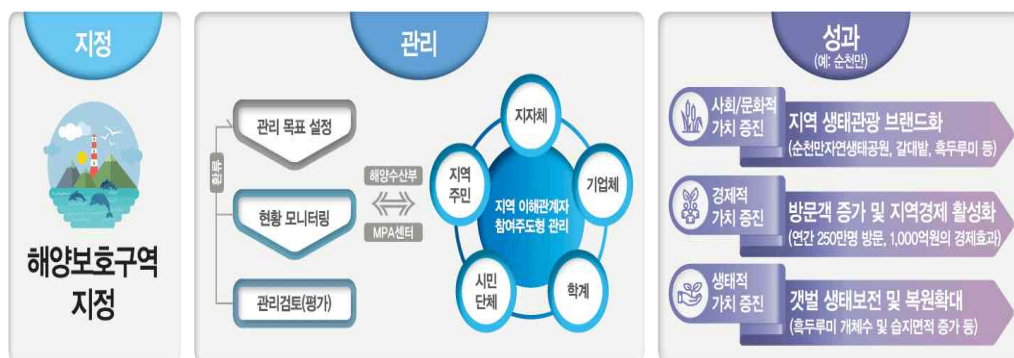 지정
해양보호구역
지정
관리
관리 목표 설정
현황 모니터링
관리검토(평가)
환류
해양수산부
MPA센터
지자체
지역
주민
기업체
지역 이해관계자
참여주도형 관리
시민
단체
학계
성과
(예: 순천만)
사회/문화적
가치 증진
지역 생태관광 브랜드화
(순천만자연생태공원, 갈대밭, 흑두루미 등)
경제적
가치 증진
방문객 증가 및 지역경제 활성화
(연간 250만명 방문, 1,000억원의 경제효과)
생태적
가치 증진
갯벌 생태보전 및 복원확대
(흑두루미 개체수 및 습지면적 증가 등)